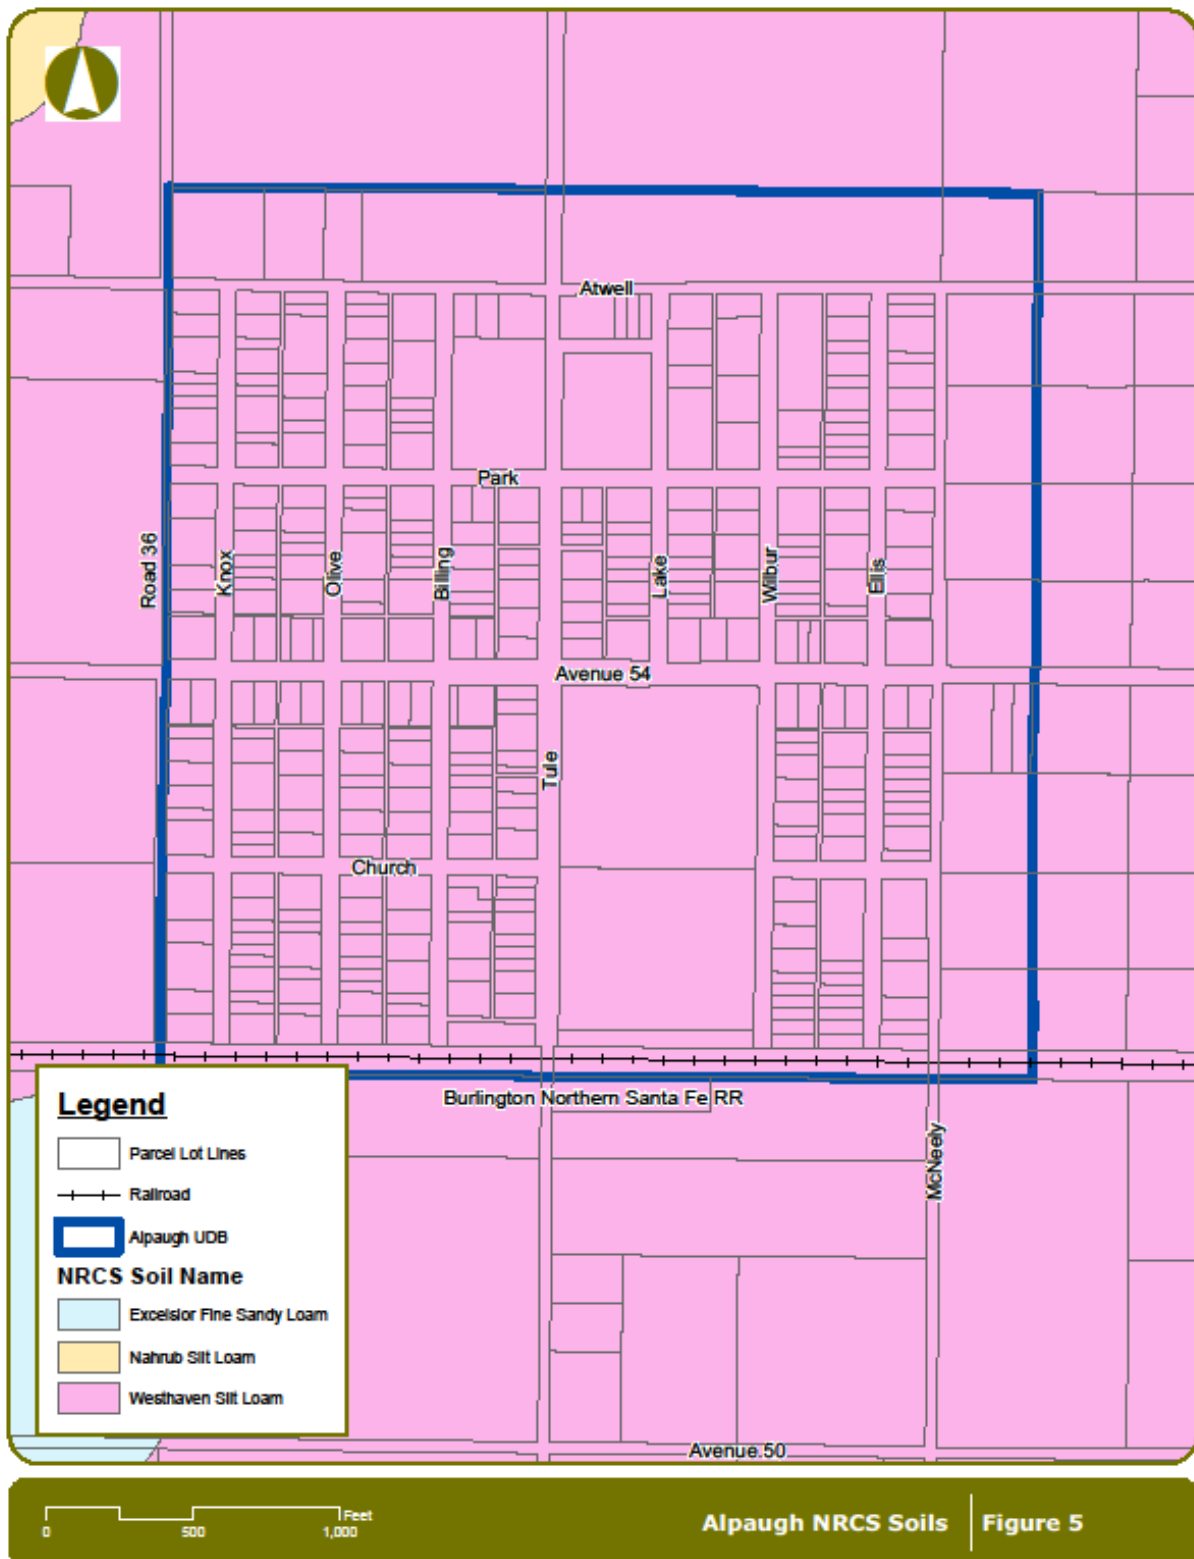 Atwell
Park
Road 36
Knox
Olive
Billing
Lake
Wilbur
Ellis
Avenue 54
Tule
Church
Burlington Northern Santa Fe RR
McNeely
Legend
Parcel Lot Lines
Railroad
Alpaugh UDB
NRCS Soil Name
Excelsior Fine Sandy Loam
Nahrub Silt Loam
Westhaven Silt Loam
Avenue 50
Feet
0 500 1,000
Alpaugh NRCS Soils Figure 5